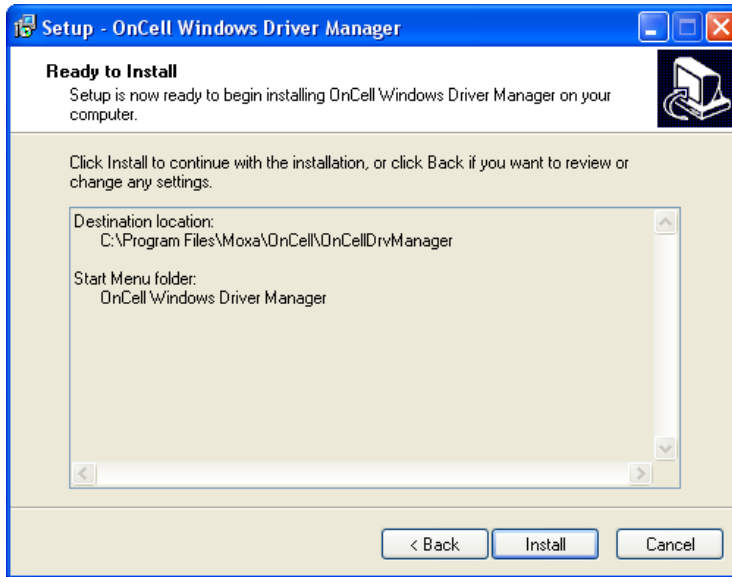 Setup - OnCell Windows Driver Manager
Ready to Install
Setup is now ready to begin installing OnCell Windows Driver Manager on your
computer.
Click Install to continue with the installation, or click Back if you want to review or
change any settings.
Destination location:
C:\Program Files\Moxa\OnCell\OnCellDrvManager
Start Menu folder:
OnCell Windows Driver Manager
< Back
Install
Cancel